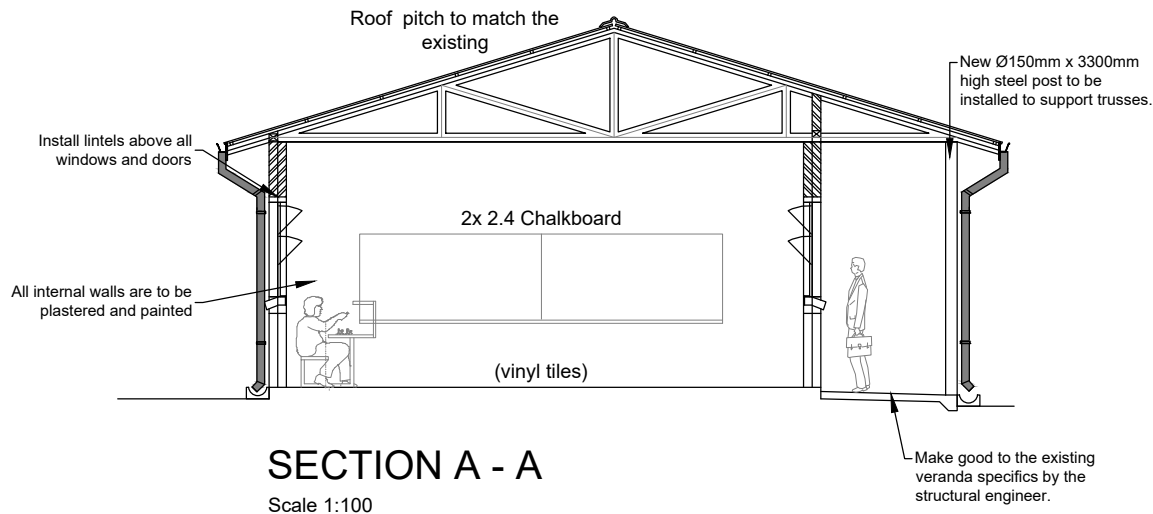 Roof pitch to match the
existing
New Ø150mm x 3300mm
high steel post to be
installed to support trusses.
Install lintels above all
windows and doors
2x 2.4 Chalkboard
All internal walls are to be
plastered and painted
(vinyl tiles)
Make good to the existing
veranda specifics by the
structural engineer.
SECTION A - A
Scale 1:100